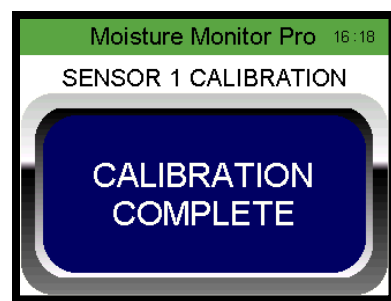 Moisture Monitor Pro 16:18
SENSOR 1 CALIBRATION
CALIBRATION
COMPLETE